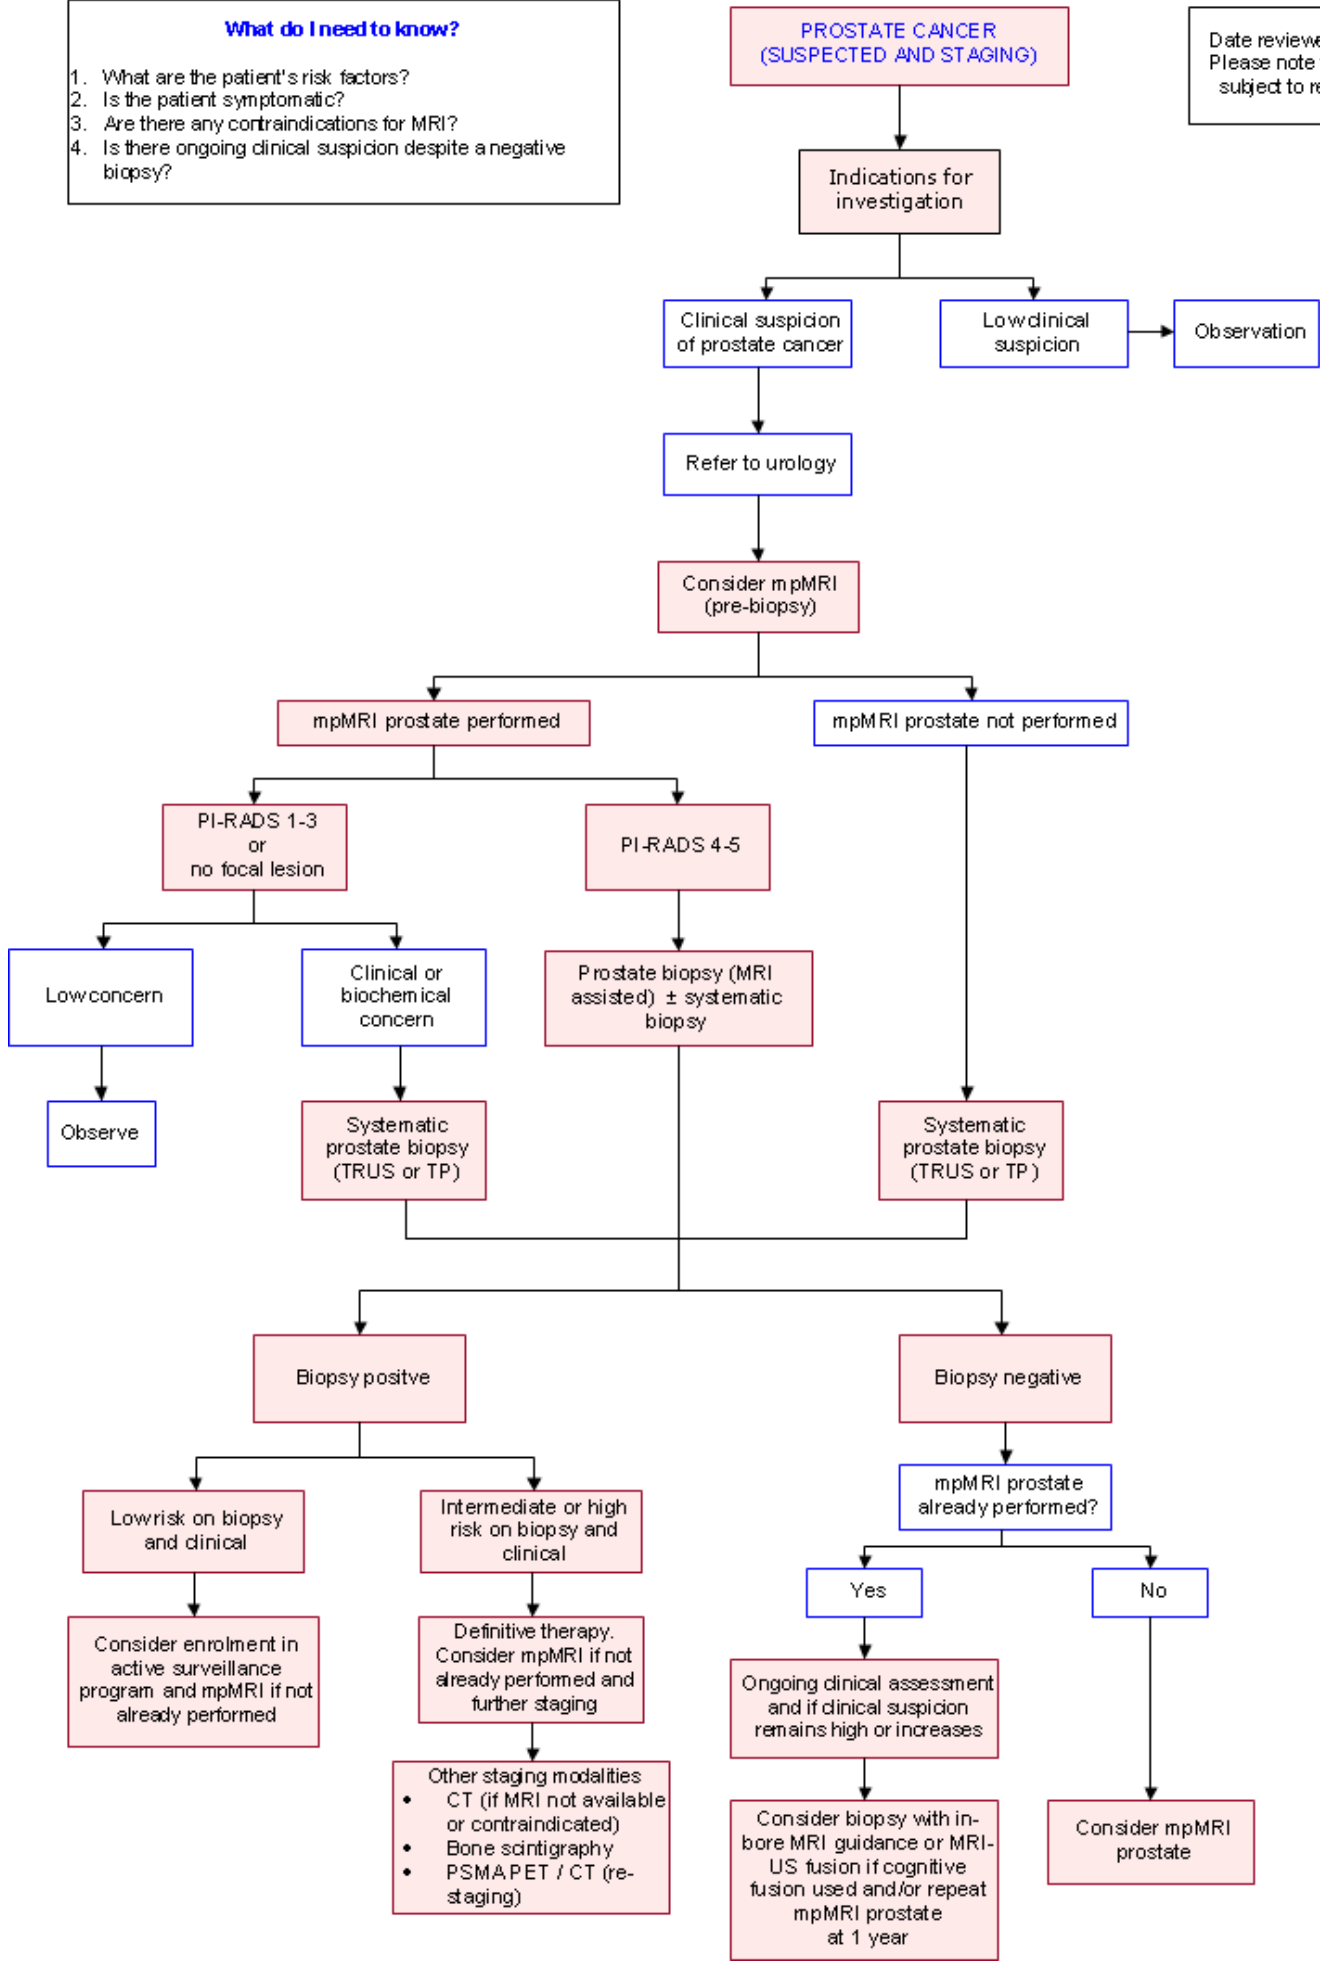 What do I need to know?
1. What are the patient's risk factors?
2. Is the patient symptomatic?
3. Are there any contraindications for MRI?
4. Is there ongoing clinical suspicion despite a negative
biopsy?
PROSTATE CANCER
(SUSPECTED AND STAGING)
Date
Please note
subject to
Indications for
investigation
Clinical suspicion
of prostate cancer
Low clinical
suspicion
Observation
Refer to urology
Consider mpMRI
(pre-biopsy)
mpMRI prostate performed
mpMRI prostate not performed
PI-RADS 1-3
or
no focal lesion
PI-RADS 4-5
Low concern
Clinical or
biochemical
concern
Prostate biopsy (MRI
assisted) ± systematic
biopsy
Observe
Systematic
prostate biopsy
(TRUS or TP)
Systematic
prostate biopsy
(TRUS or TP)
Biopsy positve
Biopsy negative
Low risk on biopsy
and clinical
Intermediate or high
risk on biopsy and
clinical
mpMRI prostate
already performed?
Yes
No
Consider enrolment in
active surveillance
program and mpMRI if not
already performed
Definitive therapy.
Consider mpMRI if not
already performed and
further staging
Ongoing clinical assessment
and if clinical suspicion
remains high or increases
Other staging modalities
• CT (if MRI not available
or contraindicated)
• Bone scintigraphy
• PSMA PET / CT (re-
staging)
Consider biopsy with in-
bore MRI guidance or MRI-
US fusion if cognitive
fusion used and/or repeat
mpMRI prostate
at 1 year
Consider mpMRI
prostate